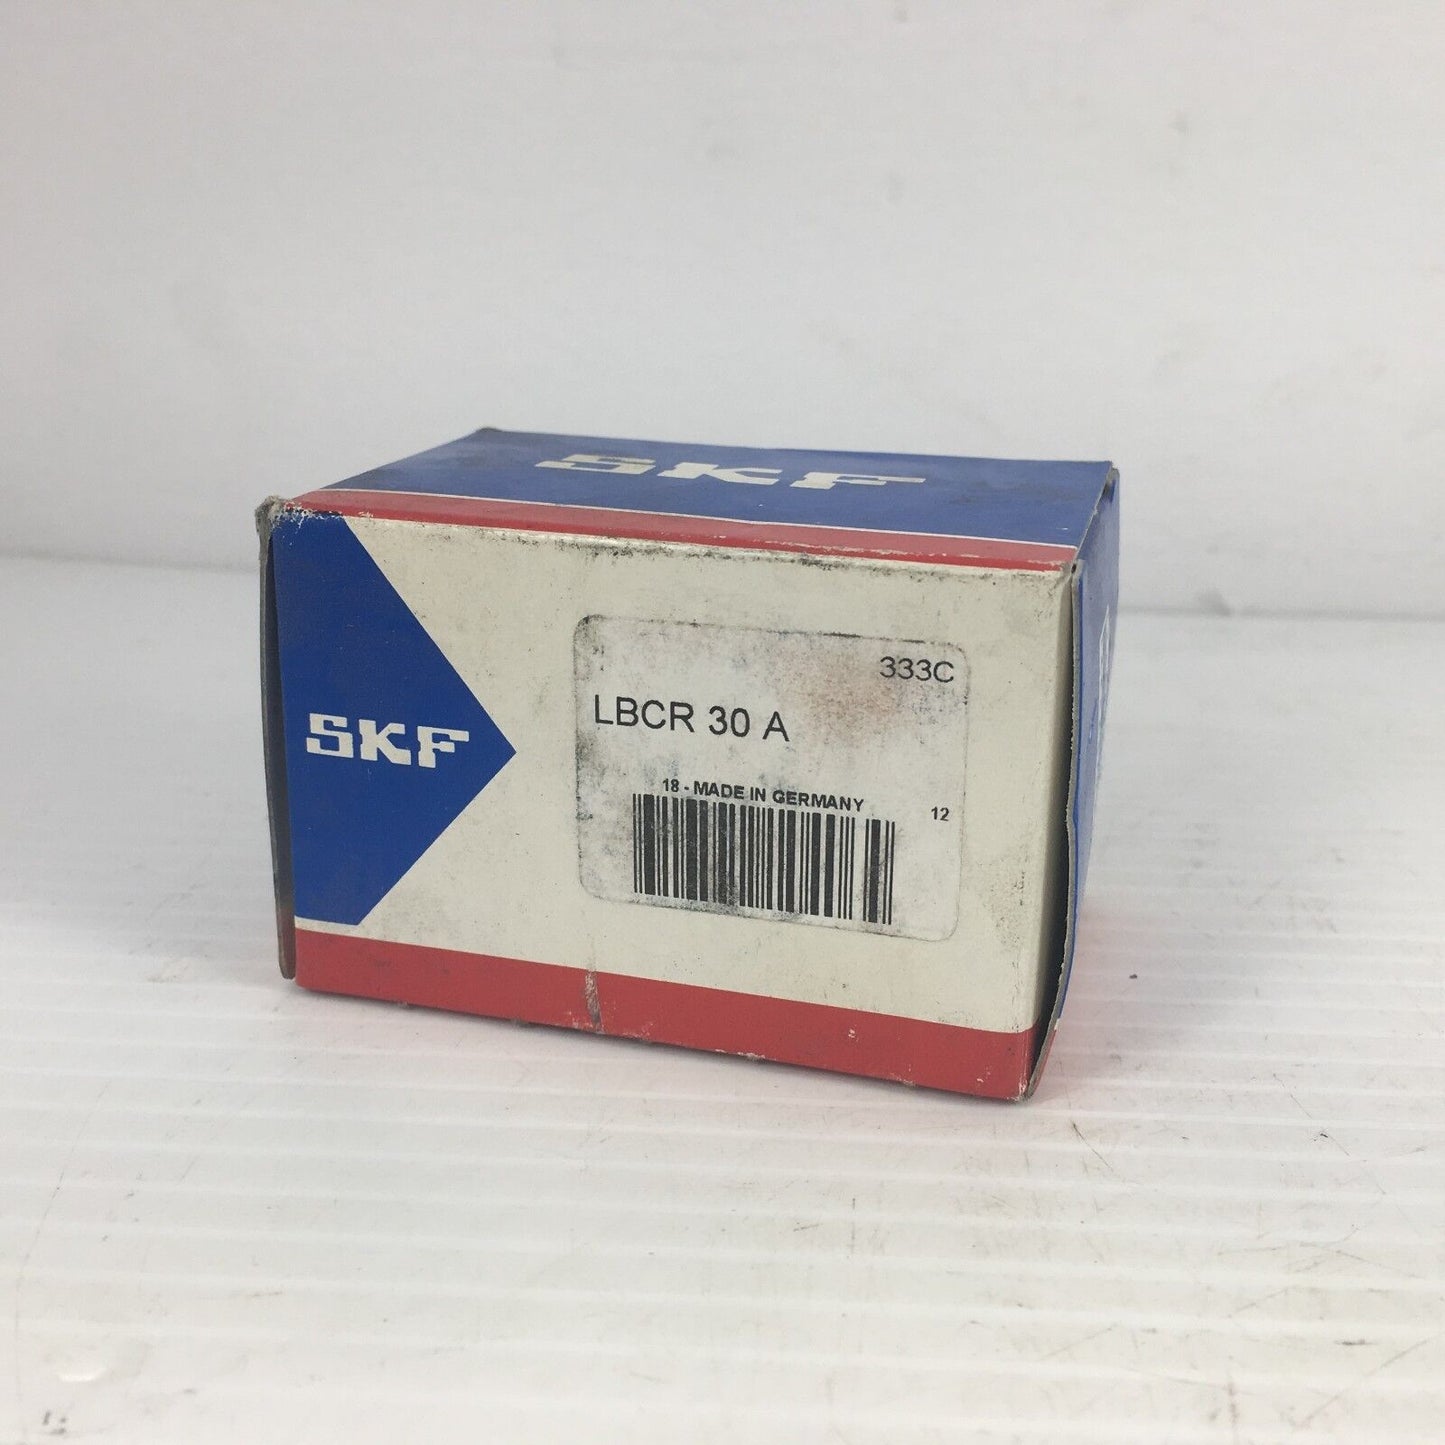 SKF
SKF
333C
LBCR 30 A
18 - MADE IN GERMANY
12